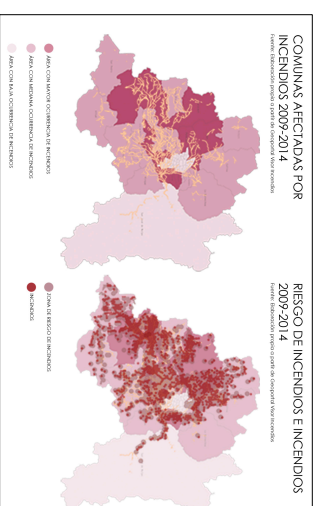 COMUNAS AFECTADAS POR
INCENDIOS 2009-2014
Fuente: Elaboración propia a partir de Geoportal Visor Incendios
ÁREA CON MAYOR OCURRENCIA DE INCENDIOS
ÁREA CON MEDIANA OCURRENCIA DE INCENDIOS
ÁREA CON BAJA OCURRENCIA DE INCENDIOS
RIESGO DE INCENDIOS E INCENDIOS
2009-2014
Fuente: Elaboración propia a partir de Geoportal Visor Incendios
ZONA DE RIESGO DE INCENDIOS
INCENDIOS